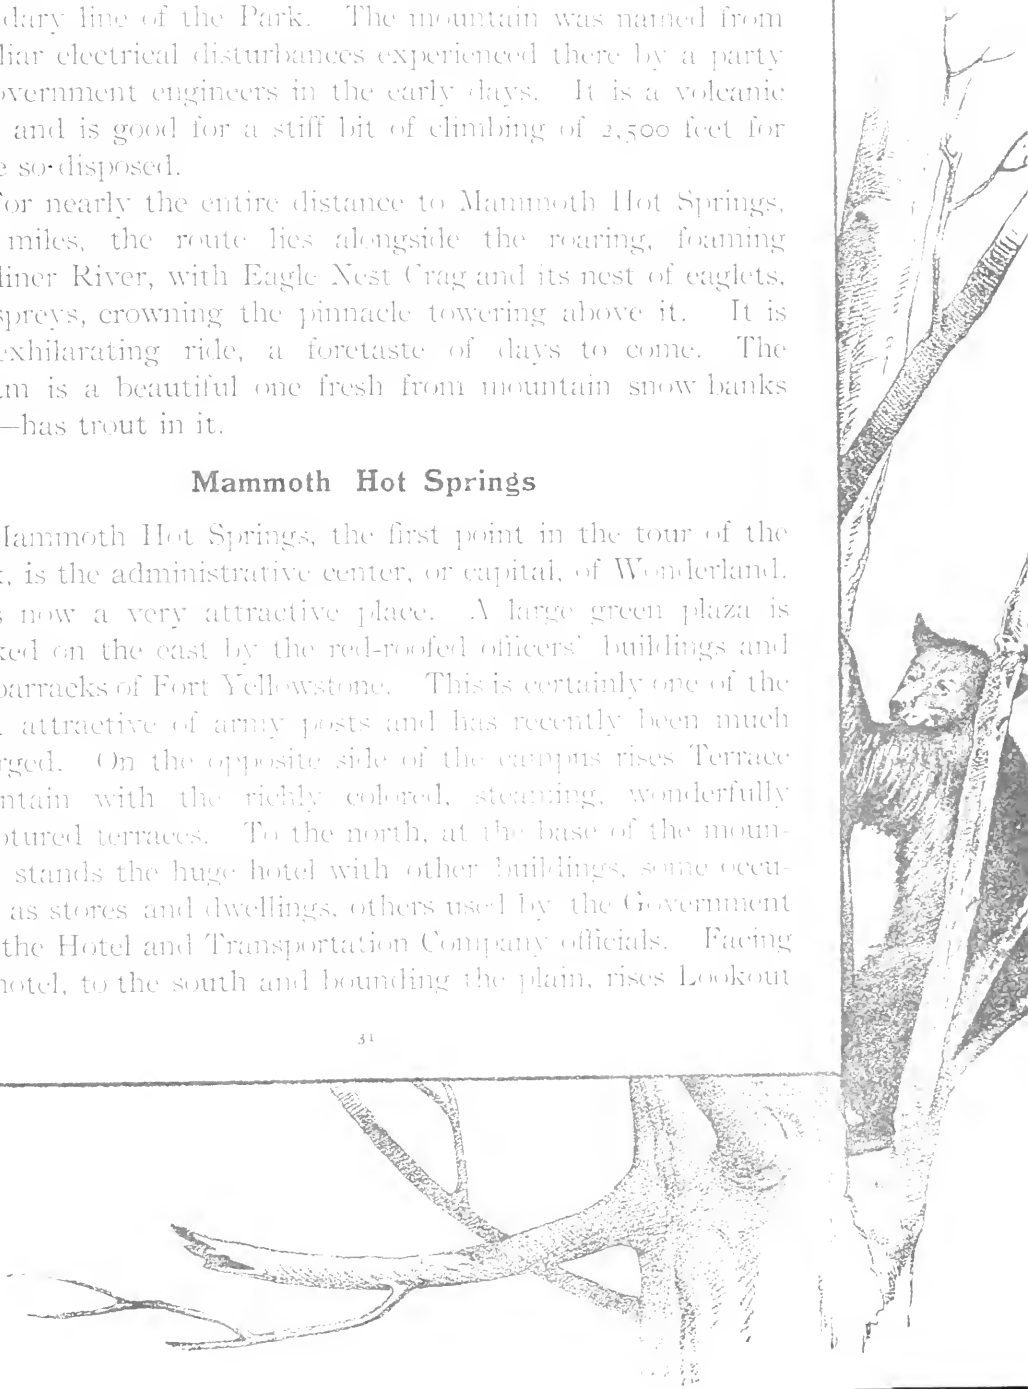 dary line of the Park. The mountain was named from
liar electrical disturbances experienced there by a party
overnment engineers in the early days. It is a volcanic
and is good for a stiff bit of climbing of 2,500 feet for
e so-disposed.
or nearly the entire distance to Mammoth Hot Springs,
miles, the route lies alongside the roaring, foaming
diner River, with Eagle Nest Crag and its nest of eaglets,
spreys, crowning the pinnacle towering above it. It is
exhilarating ride, a foretaste of days to come. The
am is a beautiful one fresh from mountain snow banks
—has trout in it.
Mammoth Hot Springs
Mammoth Hot Springs, the first point in the tour of the
, is the administrative center, or capital, of Wonderland.
s now a very attractive place. A large green plaza is
ked on the east by the red-roofed officers' buildings and
barracks of Fort Yellowstone. This is certainly one of the
attractive of army posts and has recently been much
rged. On the opposite side of the campus rises Terrace
ntain with the richly colored, steaming, wonderfully
ptured terraces. To the north, at the base of the moun-
stands the huge hotel with other buildings, some occu-
as stores and dwellings, others used by the Government
the Hotel and Transportation Company officials. Facing
hotel, to the south and bounding the plain, rises Lookout
31